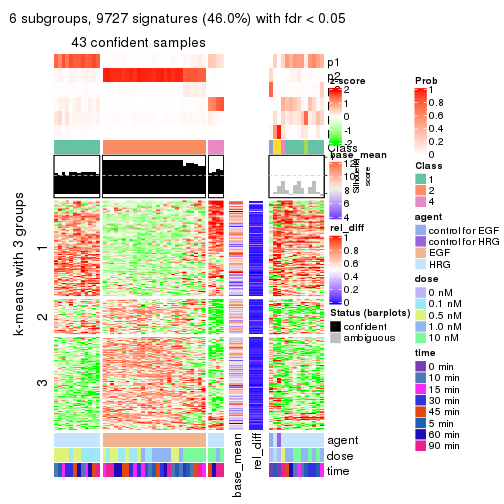 6 subgroups, 9727 signatures (46.0%) with fdr < 0.05
43 confident samples
p1
p2
Class
k-means with 3 groups
1
2
3
Silhouette
score
agent
dose
time
base_mean
rel_diff
z-score
2
1
0
-1
-2
base_mean
12
8
6
4
rel_diff
1
0.8
0.6
0.4
0.2
0
Status (barplots)
confident
ambiguous
Prob
1
0.8
0.6
0.4
0.2
0
Class
1
2
4
agent
control for EGF
control for HRG
EGF
HRG
dose
0 nM
0.1 nM
0.5 nM
1.0 nM
10 nM
time
0 min
10 min
15 min
30 min
45 min
5 min
60 min
90 min